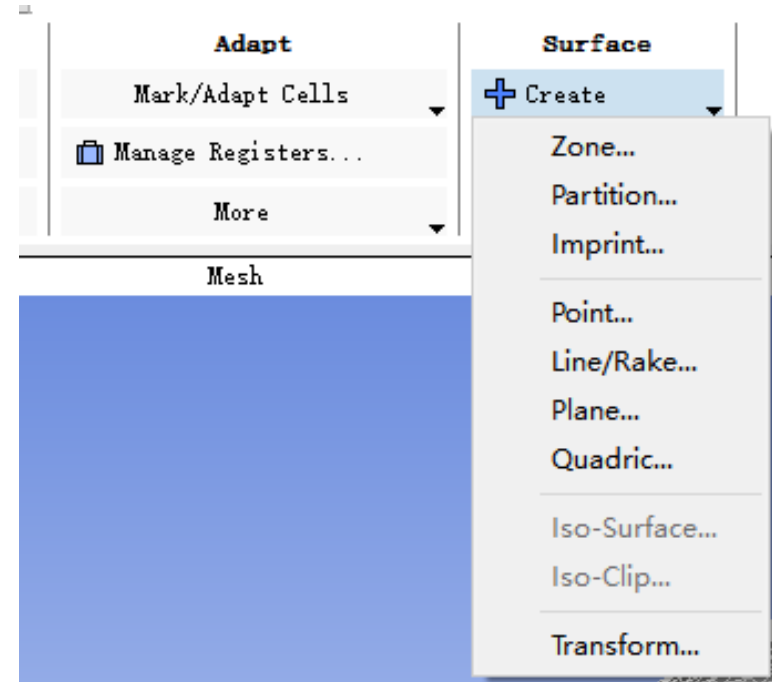 Adapt
Surface
Mark/Adapt Cells
Create
Manage Registers...
More
Mesh
Zone...
Partition...
Imprint...
Point...
Line/Rake...
Plane...
Quadric...
Iso-Surface...
Iso-Clip...
Transform...